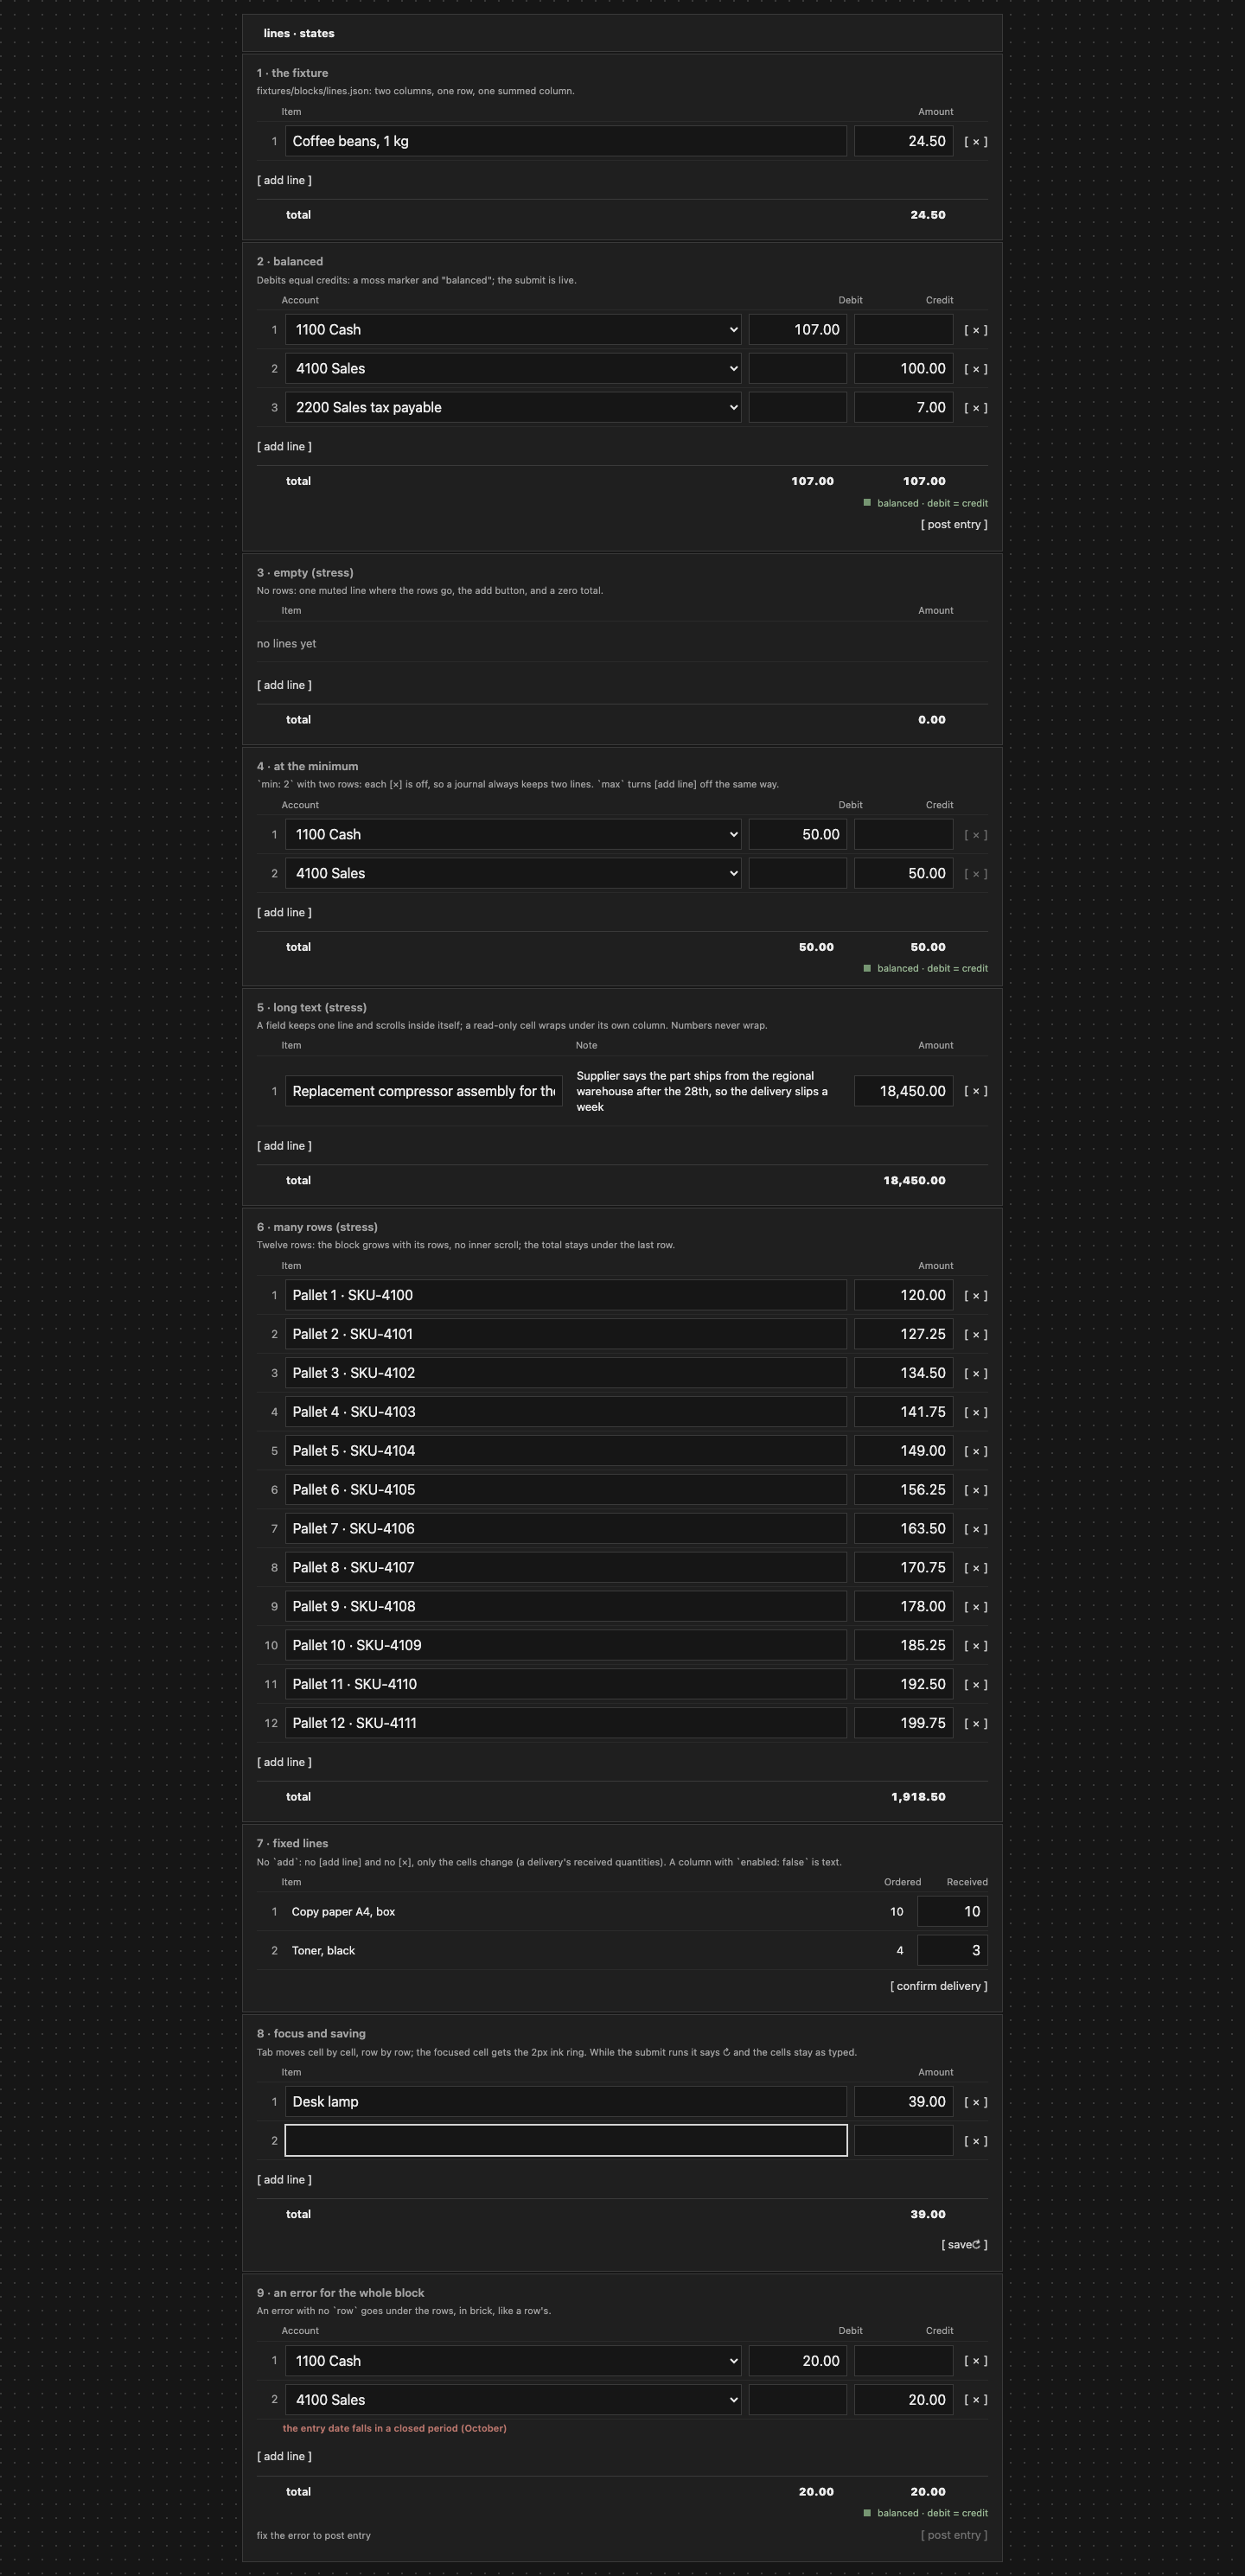 lines · states
1 · the fixture
fixtures/blocks/lines.json: two columns, one row, one summed column.
Item Amount
1 Coffee beans, 1 kg 24.50 [ × ]
[ add line ]
total 24.50
2 · balanced
Debits equal credits: a moss marker and "balanced"; the submit is live.
Account Debit Credit
1 1100 Cash 107.00 [ × ]
2 4100 Sales 100.00 [ × ]
3 2200 Sales tax payable 7.00 [ × ]
[ add line ]
total 107.00 107.00
balanced · debit = credit
[ post entry ]
3 · empty (stress)
No rows: one muted line where the rows go, the add button, and a zero total.
Item Amount
no lines yet
[ add line ]
total 0.00
4 · at the minimum
`min: 2` with two rows: each [×] is off, so a journal always keeps two lines. `max` turns [add line] off the same way.
Account Debit Credit
1 1100 Cash 50.00 [ × ]
2 4100 Sales 50.00 [ × ]
[ add line ]
total 50.00 50.00
balanced · debit = credit
5 · long text (stress)
A field keeps one line and scrolls inside itself; a read-only cell wraps under its own column. Numbers never wrap.
Item Note Amount
Supplier says the part ships from the regional
1 Replacement compressor assembly for the warehouse after the 28th, so the delivery slips a 18,450.00 [ × ]
week
[ add line ]
total 18,450.00
6 · many rows (stress)
Twelve rows: the block grows with its rows, no inner scroll; the total stays under the last row.
Item Amount
1 Pallet 1 · SKU-4100 120.00 [ × ]
2 Pallet 2 · SKU-4101 127.25 [ × ]
3 Pallet 3 · SKU-4102 134.50 [ × ]
4 Pallet 4 · SKU-4103 141.75 [ × ]
5 Pallet 5 · SKU-4104 149.00 [ × ]
6 Pallet 6 · SKU-4105 156.25 [ × ]
7 Pallet 7 · SKU-4106 163.50 [ × ]
8 Pallet 8 · SKU-4107 170.75 [ × ]
9 Pallet 9 · SKU-4108 178.00 [ × ]
10 Pallet 10 · SKU-4109 185.25 [ × ]
11 Pallet 11 · SKU-4110 192.50 [ × ]
12 Pallet 12 · SKU-4111 199.75 [ × ]
[ add line ]
total 1,918.50
7 · fixed lines
No `add`: no [add line] and no [×], only the cells change (a delivery's received quantities). A column with `enabled: false` is text.
Item Ordered Received
1 Copy paper A4, box 10 10
2 Toner, black 4 3
[ confirm delivery ]
8 · focus and saving
Tab moves cell by cell, row by row; the focused cell gets the 2px ink ring. While the submit runs it says ↻ and the cells stay as typed.
Item Amount
1 Desk lamp 39.00 [ × ]
2 [ × ]
[ add line ]
total 39.00
[ save↻ ]
9 · an error for the whole block
An error with no `row` goes under the rows, in brick, like a row's.
Account Debit Credit
1 1100 Cash 20.00 [ × ]
2 4100 Sales 20.00 [ × ]
the entry date falls in a closed period (October)
[ add line ]
total 20.00 20.00
balanced · debit = credit
fix the error to post entry [ post entry ]